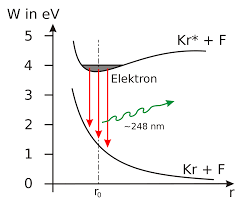 W in eV
5
Kr* + F
4
Elektron
3
2
~248 nm
1
Kr + F
0
r₀
r